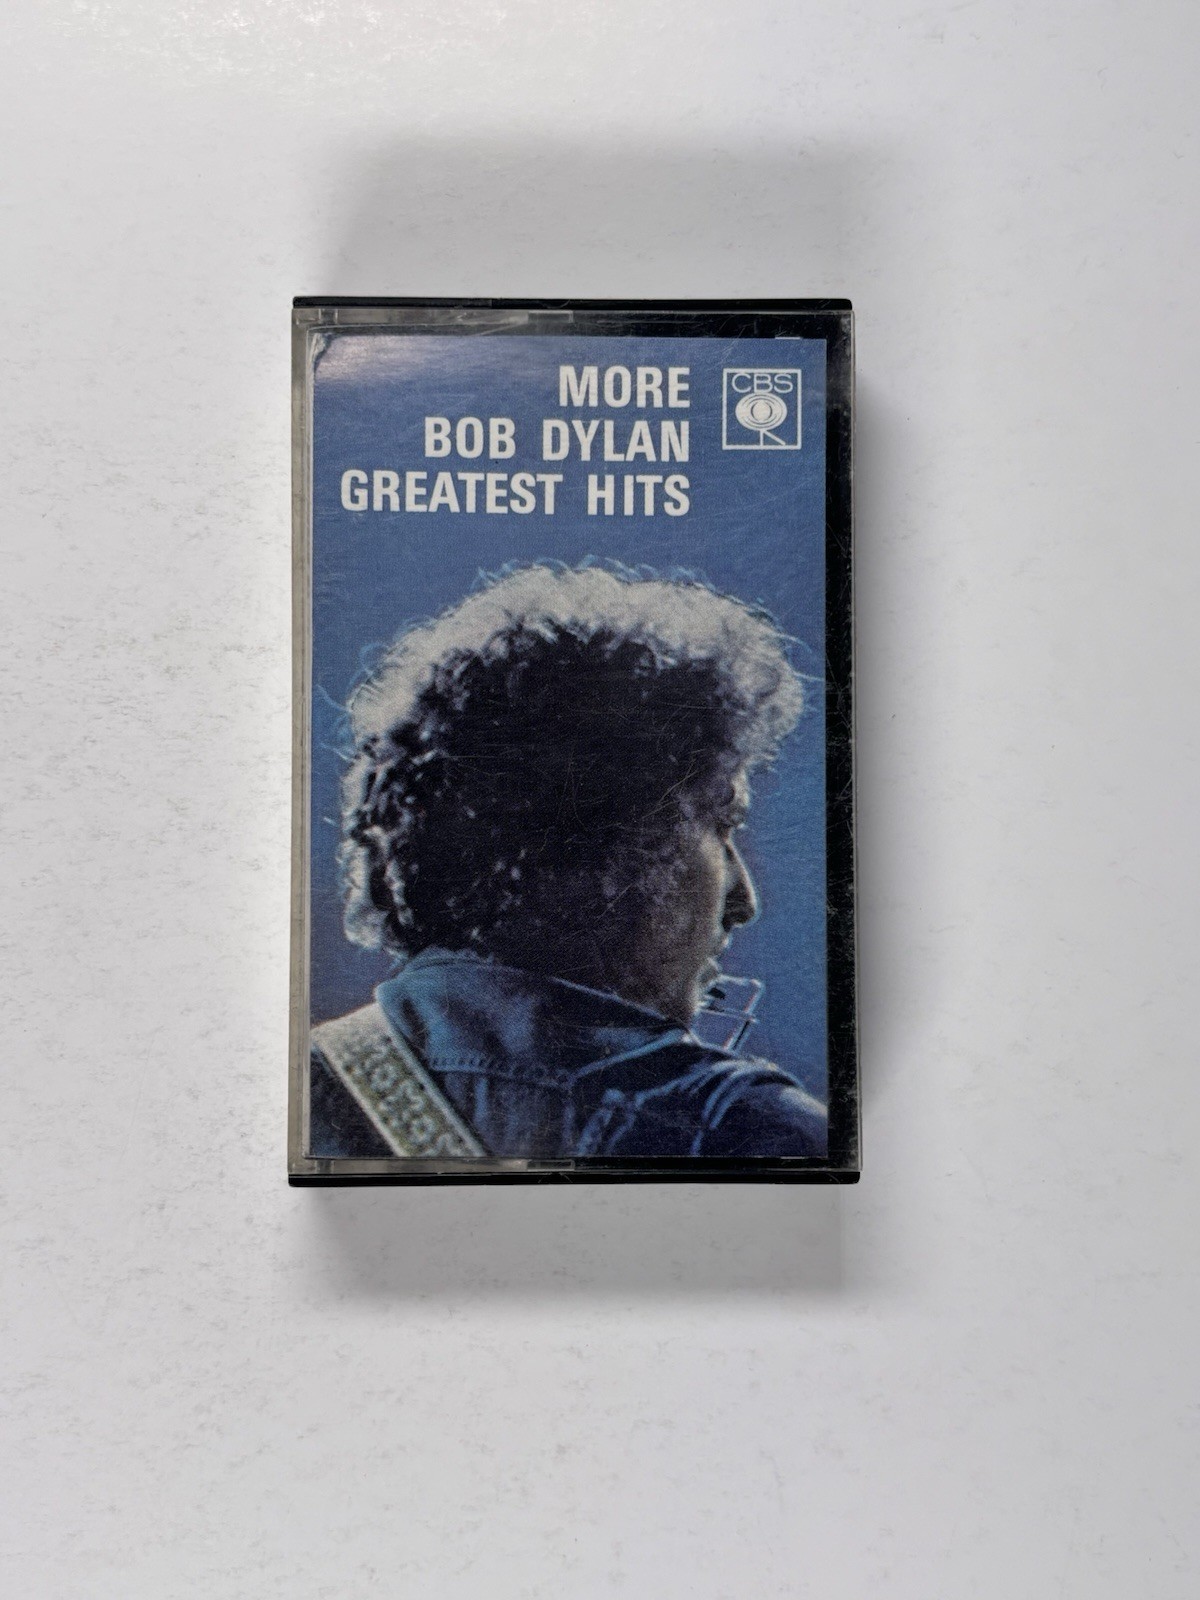 MORE
BOB DYLAN
GREATEST HITS
CBS